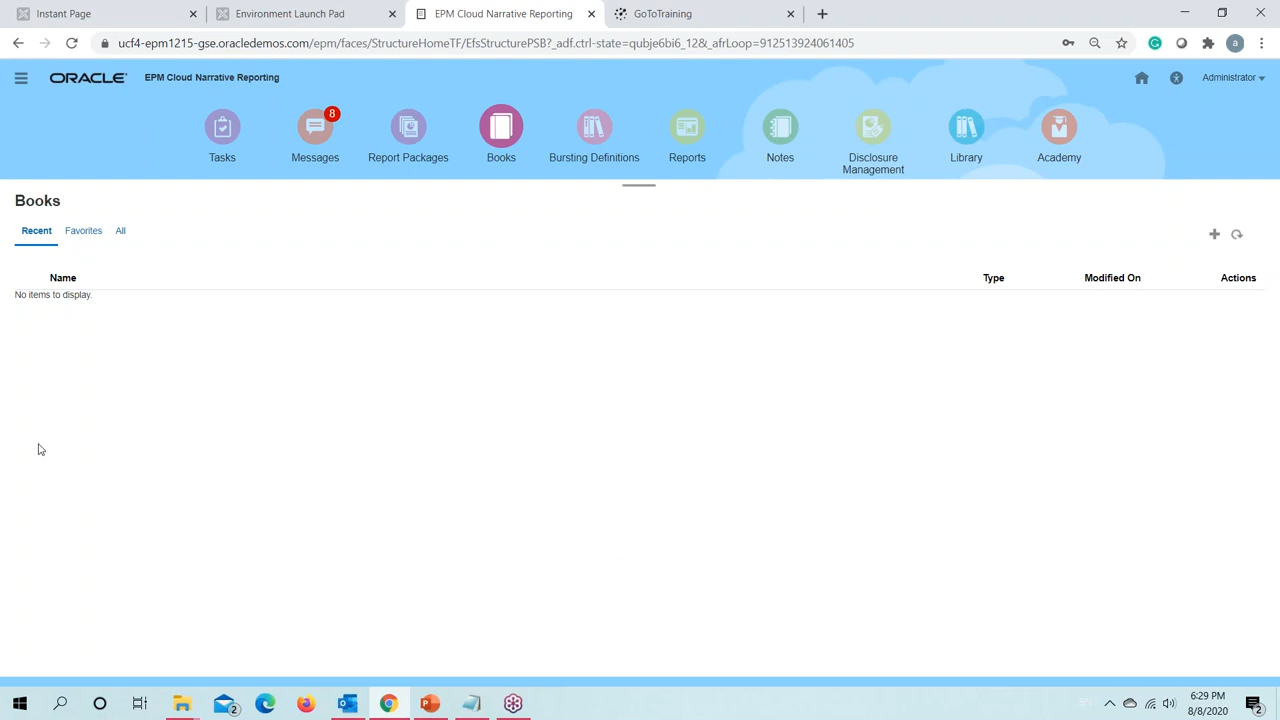 Instant Page
Environment Launch Pad
EPM Cloud Narrative Reporting
GoToTraining
ucf4-epm1215-gse.oracledemos.com/epm/faces/StructureHomeTF/EfsStructurePSB?_adf.ctrl-state=qubje6bi6_12&_afrLoop=912513924061405
a
ORACLE
EPM Cloud Narrative Reporting
Administrator
8
Tasks
Messages
Report Packages
Books
Bursting Definitions
Reports
Notes
Disclosure
Management
Library
Academy
Books
Recent
Favorites
All
Name
Type
Modified On
Actions
No items to display.
2
6:29 PM
8/8/2020
2